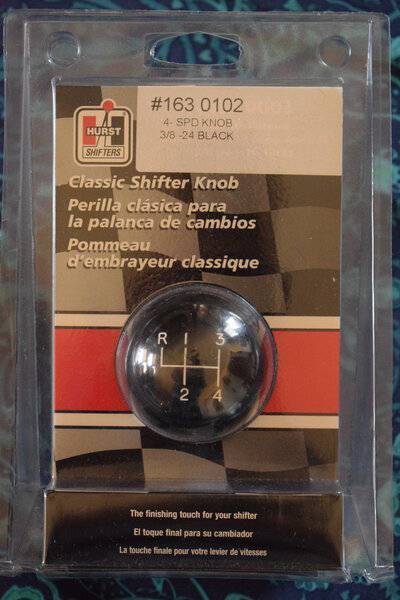 #163 0102
4- SPD KNOB
3/8 -24 BLACK
HURST
SHIFTERS
Classic Shifter Knob
Perilla clásica para
la palanca de cambios
Pommeau
d'embrayeur classique
R 1 3
2 4
The finishing touch for your shifter
El toque final para su cambiador
La touche finale pour votre levier de vitesses